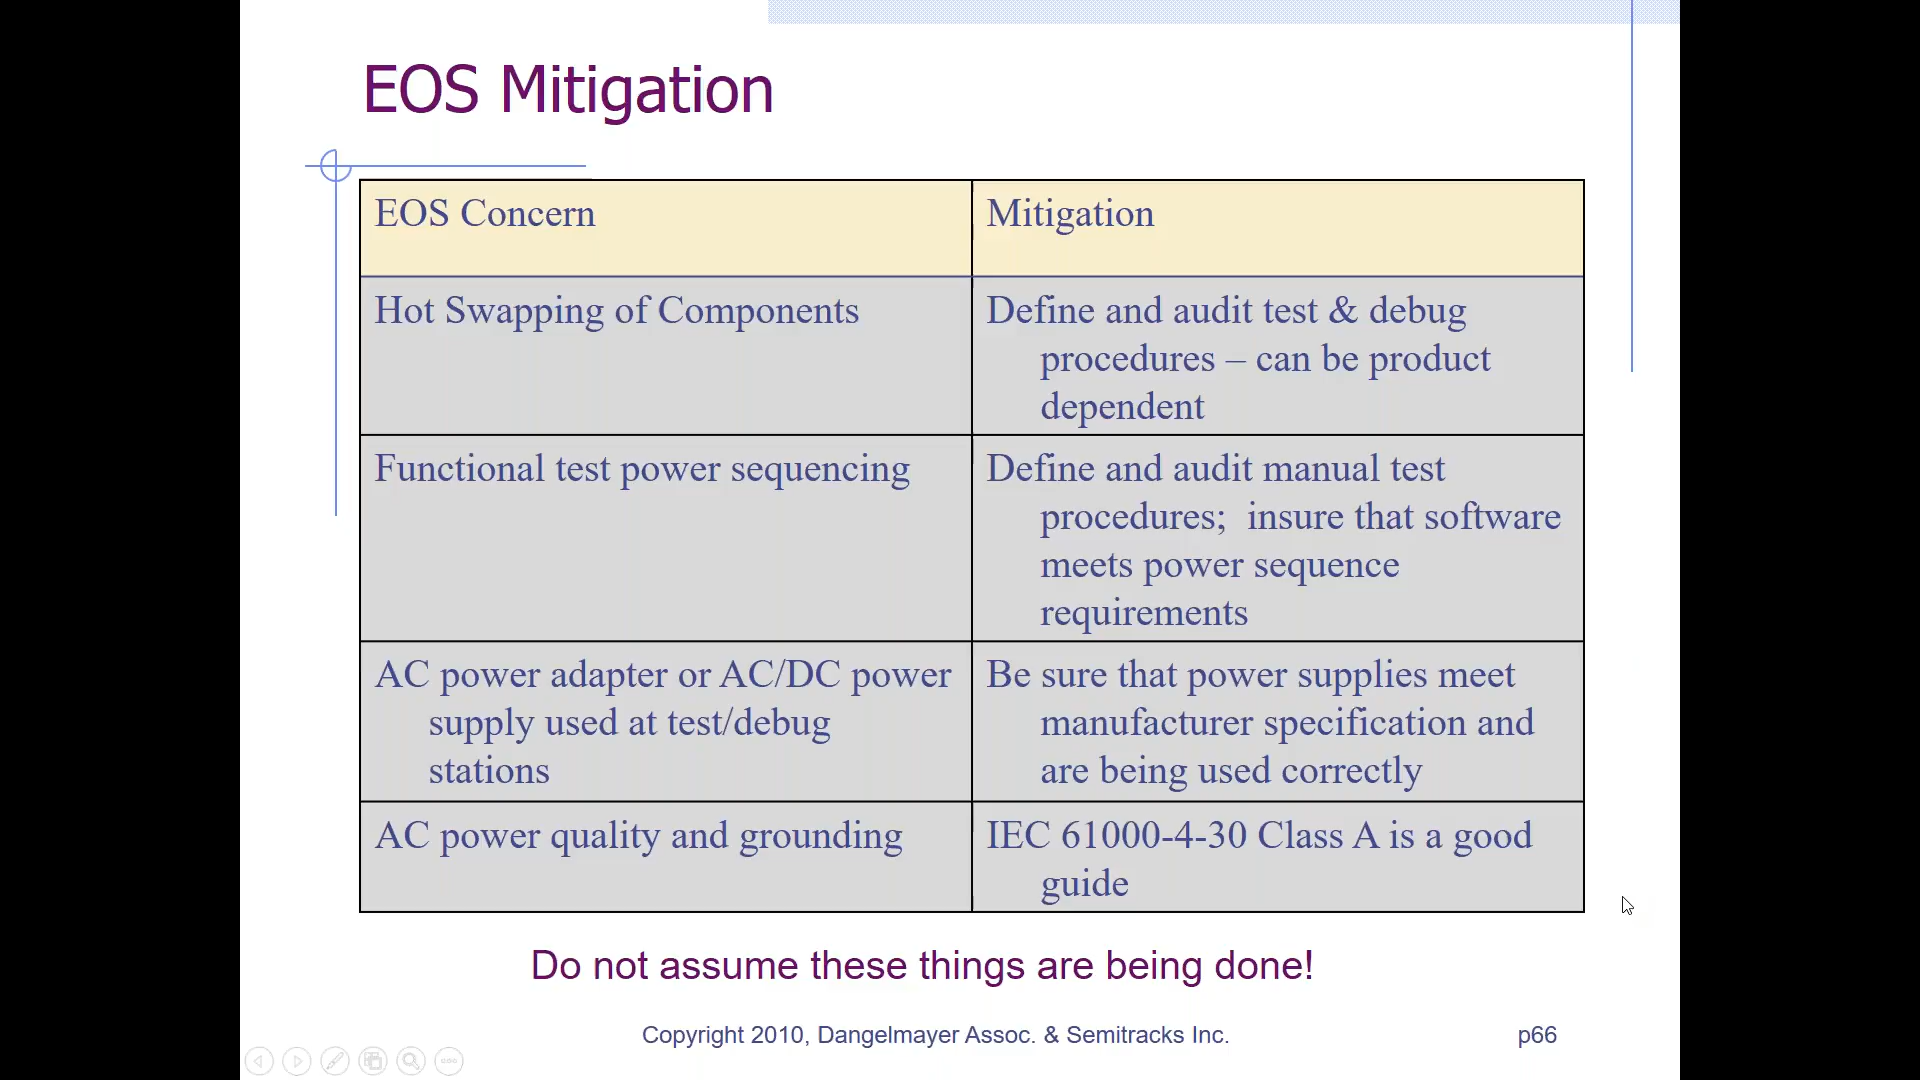 EOS Mitigation
EOS Concern
Mitigation
Hot Swapping of Components
Define and audit test & debug
procedures – can be product
dependent
Functional test power sequencing
Define and audit manual test
procedures;  insure that software
meets power sequence
requirements
AC power adapter or AC/DC power
supply used at test/debug
stations
Be sure that power supplies meet
manufacturer specification and
are being used correctly
AC power quality and grounding
IEC 61000-4-30 Class A is a good
guide
Do not assume these things are being done!
Copyright 2010, Dangelmayer Assoc. & Semitracks Inc.
p66